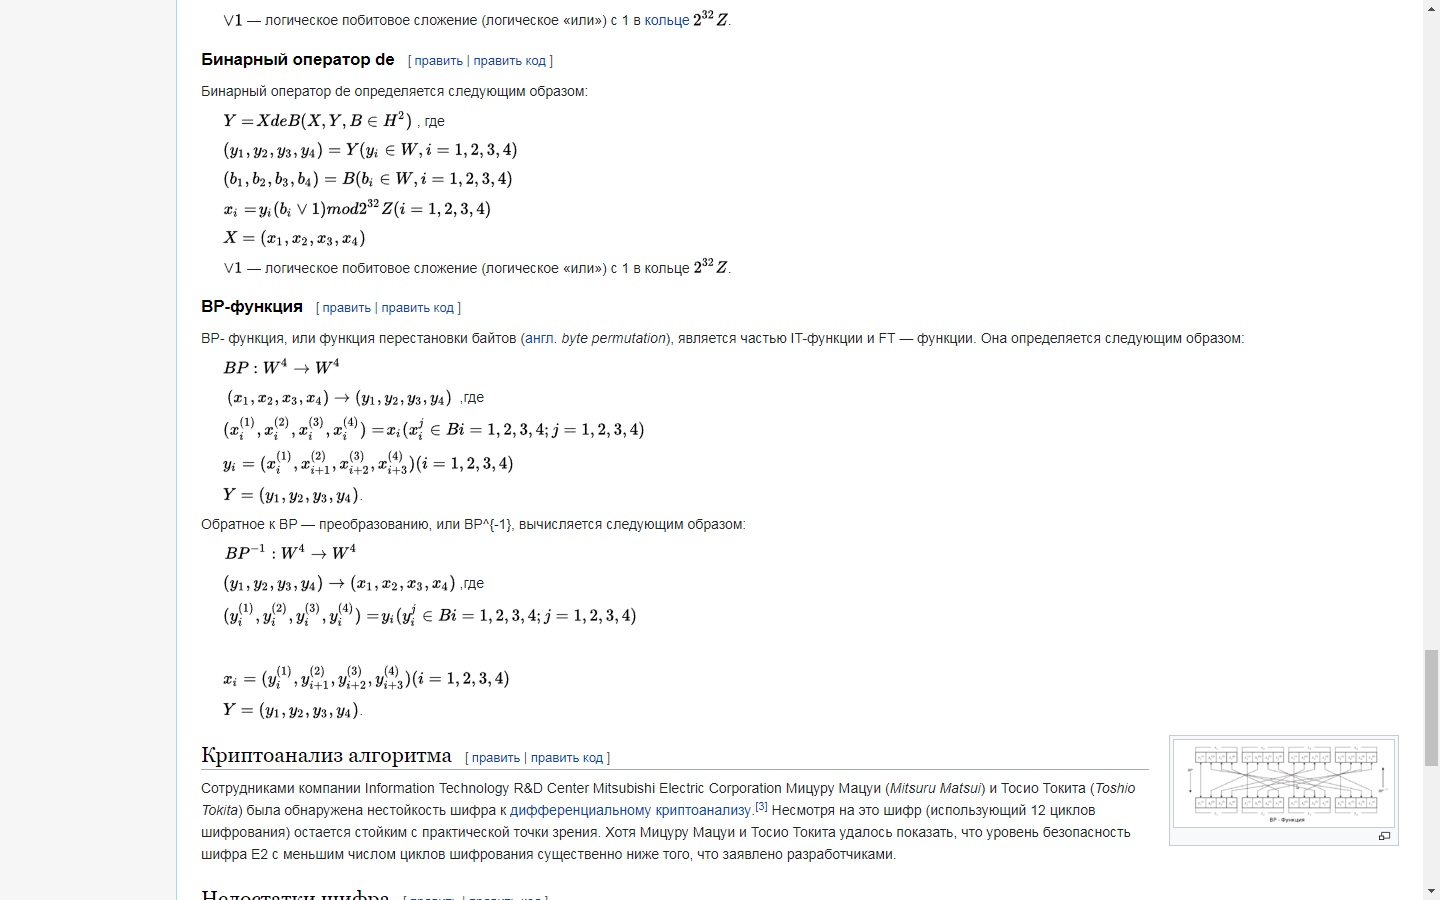 ∨1 — логическое побитовое сложение (логическое «или») с 1 в кольце 2^32 Z.
Бинарный оператор de [ править | править код ]
Бинарный оператор de определяется следующим образом:
Y = XdeB(X, Y, B ∈ H^2) , где
(y_1, y_2, y_3, y_4) = Y(y_i ∈ W, i = 1, 2, 3, 4)
(b_1, b_2, b_3, b_4) = B(b_i ∈ W, i = 1, 2, 3, 4)
x_i = y_i(b_i ∨ 1)mod2^32 Z(i = 1, 2, 3, 4)
X = (x_1, x_2, x_3, x_4)
∨1 — логическое побитовое сложение (логическое «или») с 1 в кольце 2^32 Z.
BP-функция [ править | править код ]
BP- функция, или функция перестановки байтов (англ. byte permutation), является частью IT-функции и FT — функции. Она определяется следующим образом:
BP : W^4 → W^4
(x_1, x_2, x_3, x_4) → (y_1, y_2, y_3, y_4) ,где
(x_i^(1), x_i^(2), x_i^(3), x_i^(4)) = x_i(x_i^j ∈ Bi = 1, 2, 3, 4; j = 1, 2, 3, 4)
y_i = (x_i^(1), x_{i+1}^(2), x_{i+2}^(3), x_{i+3}^(4))(i = 1, 2, 3, 4)
Y = (y_1, y_2, y_3, y_4).
Обратное к BP — преобразованию, или BP^{-1}, вычисляется следующим образом:
BP^−1 : W^4 → W^4
(y_1, y_2, y_3, y_4) → (x_1, x_2, x_3, x_4) ,где
(y_i^(1), y_i^(2), y_i^(3), y_i^(4)) = y_i(y_i^j ∈ Bi = 1, 2, 3, 4; j = 1, 2, 3, 4)
x_i = (y_i^(1), y_{i+1}^(2), y_{i+2}^(3), y_{i+3}^(4))(i = 1, 2, 3, 4)
Y = (y_1, y_2, y_3, y_4).
Криптоанализ алгоритма [ править | править код ]
Сотрудниками компании Information Technology R&D Center Mitsubishi Electric Corporation Мицуру Мацуи (Mitsuru Matsui) и Тосио Токита (Toshio
Tokita) была обнаружена нестойкость шифра к дифференциальному криптоанализу.[3] Несмотря на это шифр (использующий 12 циклов
шифрования) остается стойким с практической точки зрения. Хотя Мицуру Мацуи и Тосио Токита удалось показать, что уровень безопасность
шифра E2 с меньшим числом циклов шифрования существенно ниже того, что заявлено разработчиками.
BP - Функция
Недостатки шифра [ править | править код ]